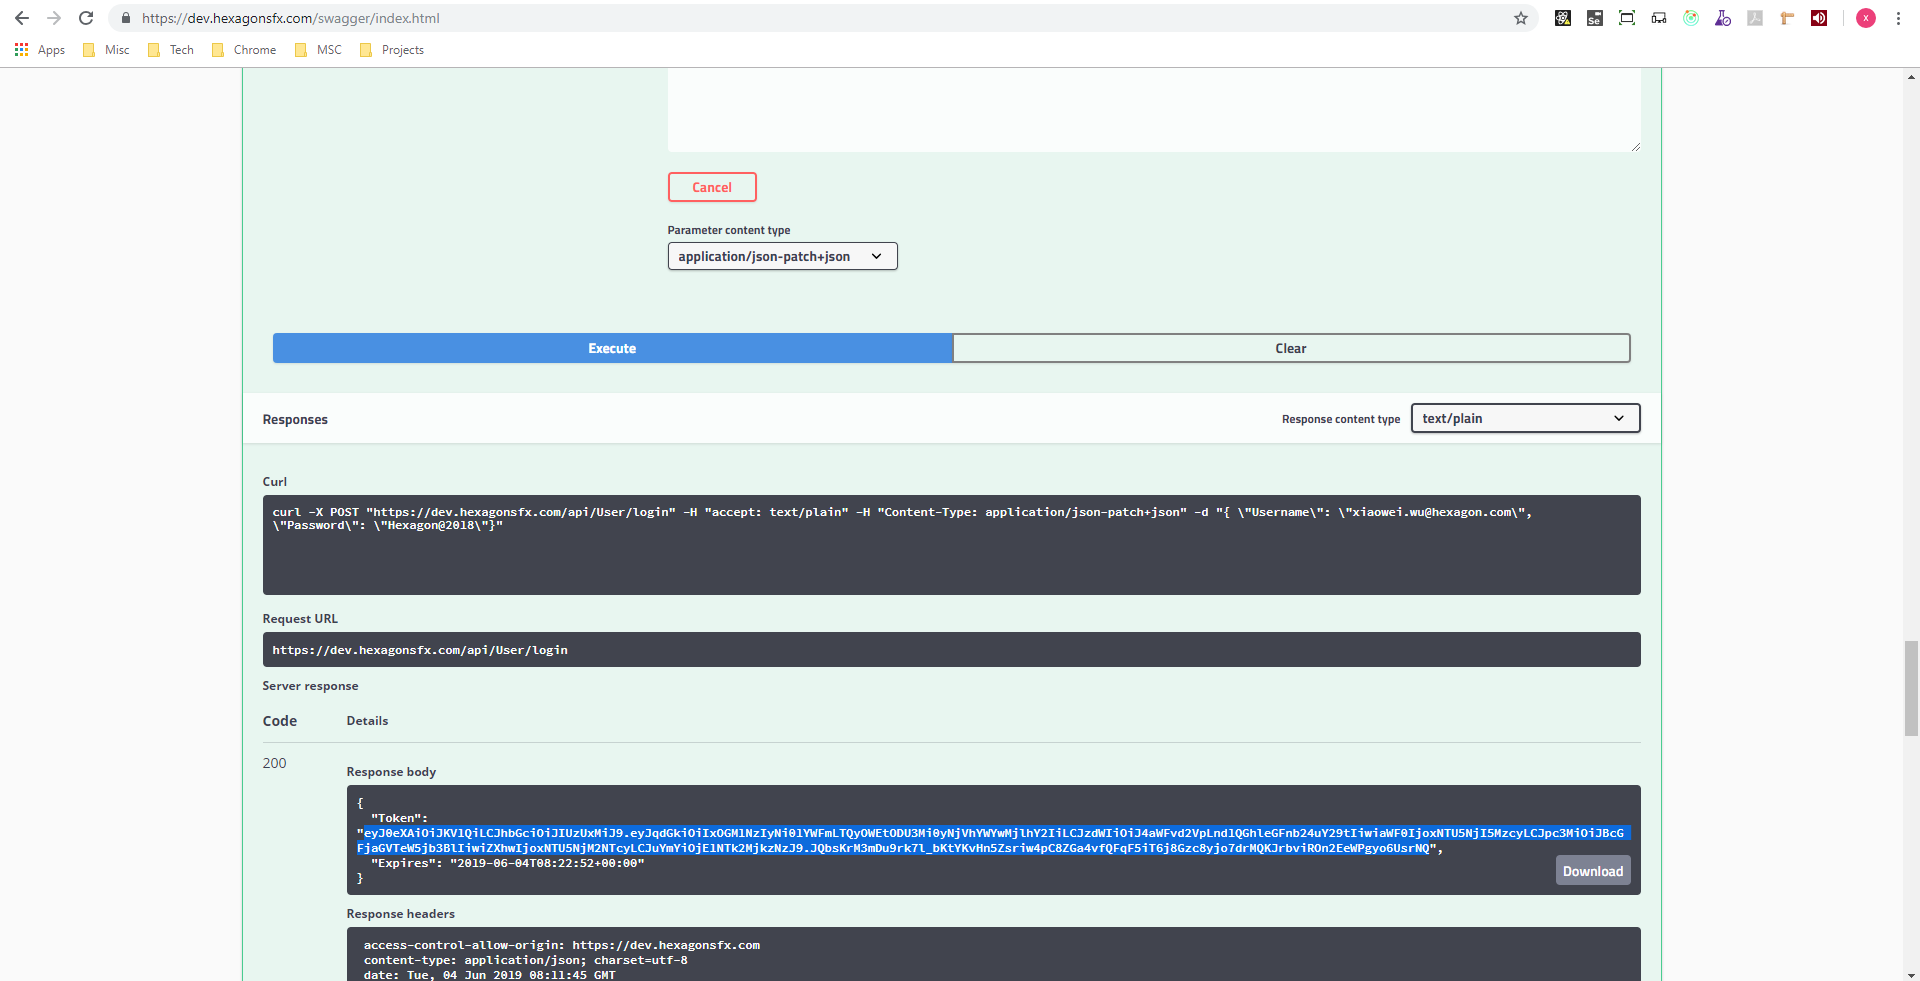 https://dev.hexagonsfx.com/swagger/index.html
Se
x
Apps Misc Tech Chrome MSC Projects
Cancel
Parameter content type
application/json-patch+json
Execute Clear
Responses Response content type text/plain
Curl
curl -X POST "https://dev.hexagonsfx.com/api/User/login" -H "accept: text/plain" -H "Content-Type: application/json-patch+json" -d "{ \"Username\": \"xiaowei.wu@hexagon.com\",
\"Password\": \"Hexagon@2018\"}"
Request URL
https://dev.hexagonsfx.com/api/User/login
Server response
Code Details
200
Response body
{
"Token":
"Expires": "2019-06-04T08:22:52+00:00"
}
Download
Response headers
access-control-allow-origin: https://dev.hexagonsfx.com
content-type: application/json; charset=utf-8
date: Tue, 04 Jun 2019 08:11:45 GMT